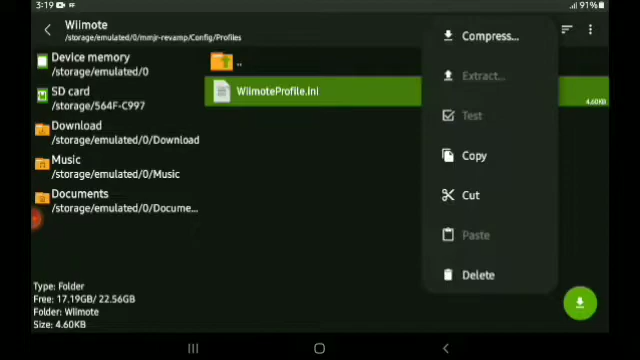 3:19
91%
Wiimote
/storage/emulated/0/mmjr-revamp/Config/Profiles
Device memory
/storage/emulated/0
SD card
/storage/564F-C997
Download
/storage/emulated/0/Download
Music
/storage/emulated/0/Music
Documents
/storage/emulated/0/Docume...
..
WiimoteProfile.ini
4.60KB
Compress...
Extract...
Test
Copy
Cut
Paste
Delete
Type: Folder
Free: 17.19GB/ 22.56GB
Folder: Wiimote
Size: 4.60KB